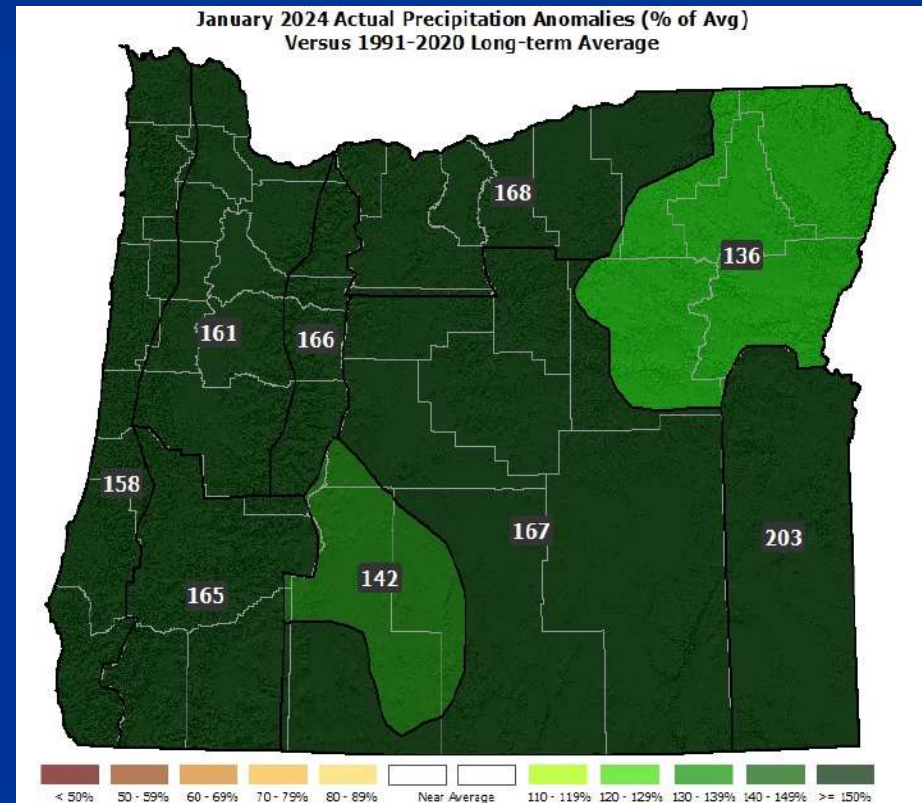 January 2024 Actual Precipitation Anomalies (% of Avg)
Versus 1991-2020 Long-term Average
168
136
161
166
158
167
203
142
165
< 50%
50 - 59%
60 - 69%
70 - 79%
80 - 89%
Near Average
110 - 119%
120 - 129%
130 - 139%
140 - 149%
>= 150%